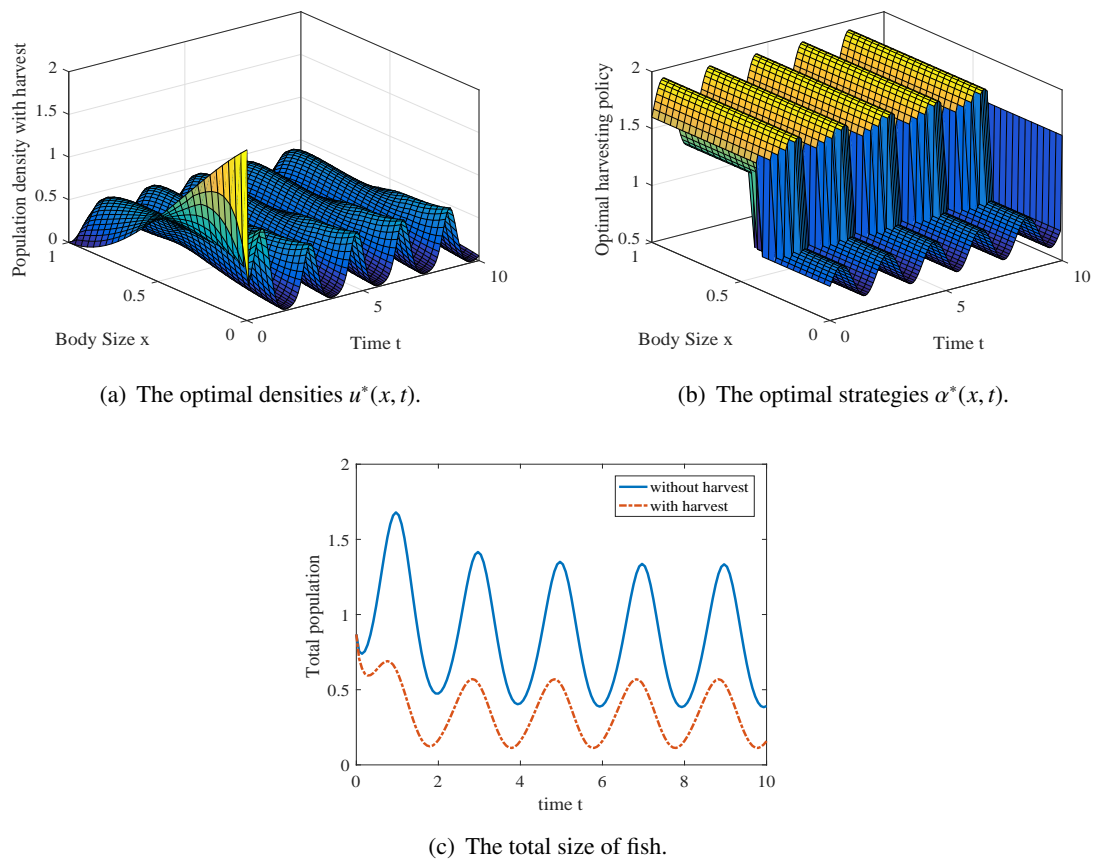 Population density with harvest
2
1.5
1
0.5
0
1
0.5
0
0
5
10
Body Size x
Time t
(a) The optimal densities u*(x, t).
Optimal harvesting policy
2
1.5
1
0.5
1
0.5
0
0
5
10
Body Size x
Time t
(b) The optimal strategies α*(x, t).
Total population
2
1.5
1
0.5
0
without harvest
with harvest
0 2 4 6 8 10
time t
(c) The total size of fish.